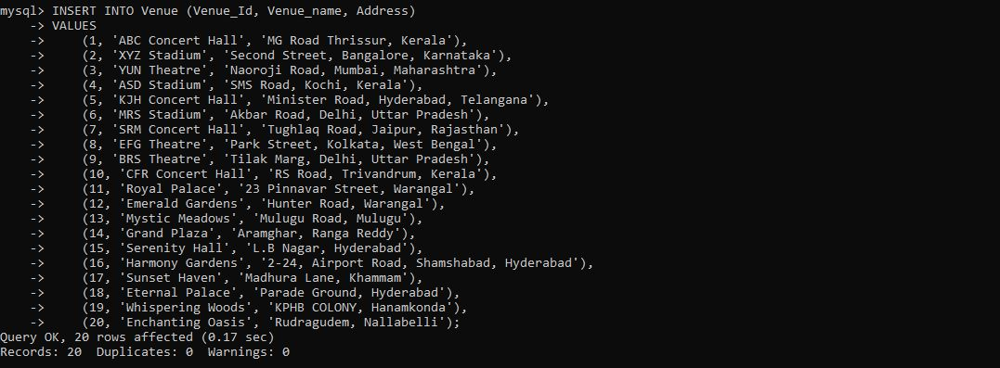 mysql> INSERT INTO Venue (Venue_Id, Venue_name, Address)
    -> VALUES
    ->     (1, 'ABC Concert Hall', 'MG Road Thrissur, Kerala'),
    ->     (2, 'XYZ Stadium', 'Second Street, Bangalore, Karnataka'),
    ->     (3, 'YUN Theatre', 'Naoroji Road, Mumbai, Maharashtra'),
    ->     (4, 'ASD Stadium', 'SMS Road, Kochi, Kerala'),
    ->     (5, 'KJH Concert Hall', 'Minister Road, Hyderabad, Telangana'),
    ->     (6, 'MRS Stadium', 'Akbar Road, Delhi, Uttar Pradesh'),
    ->     (7, 'SRM Concert Hall', 'Tughlaq Road, Jaipur, Rajasthan'),
    ->     (8, 'EFG Theatre', 'Park Street, Kolkata, West Bengal'),
    ->     (9, 'BRS Theatre', 'Tilak Marg, Delhi, Uttar Pradesh'),
    ->     (10, 'CFR Concert Hall', 'RS Road, Trivandrum, Kerala'),
    ->     (11, 'Royal Palace', '23 Pinnavar Street, Warangal'),
    ->     (12, 'Emerald Gardens', 'Hunter Road, Warangal'),
    ->     (13, 'Mystic Meadows', 'Mulugu Road, Mulugu'),
    ->     (14, 'Grand Plaza', 'Aramghar, Ranga Reddy'),
    ->     (15, 'Serenity Hall', 'L.B Nagar, Hyderabad'),
    ->     (16, 'Harmony Gardens', '2-24, Airport Road, Shamshabad, Hyderabad'),
    ->     (17, 'Sunset Haven', 'Madhura Lane, Khammam'),
    ->     (18, 'Eternal Palace', 'Parade Ground, Hyderabad'),
    ->     (19, 'Whispering Woods', 'KPHB COLONY, Hanamkonda'),
    ->     (20, 'Enchanting Oasis', 'Rudragudem, Nallabelli');
Query OK, 20 rows affected (0.17 sec)
Records: 20  Duplicates: 0  Warnings: 0